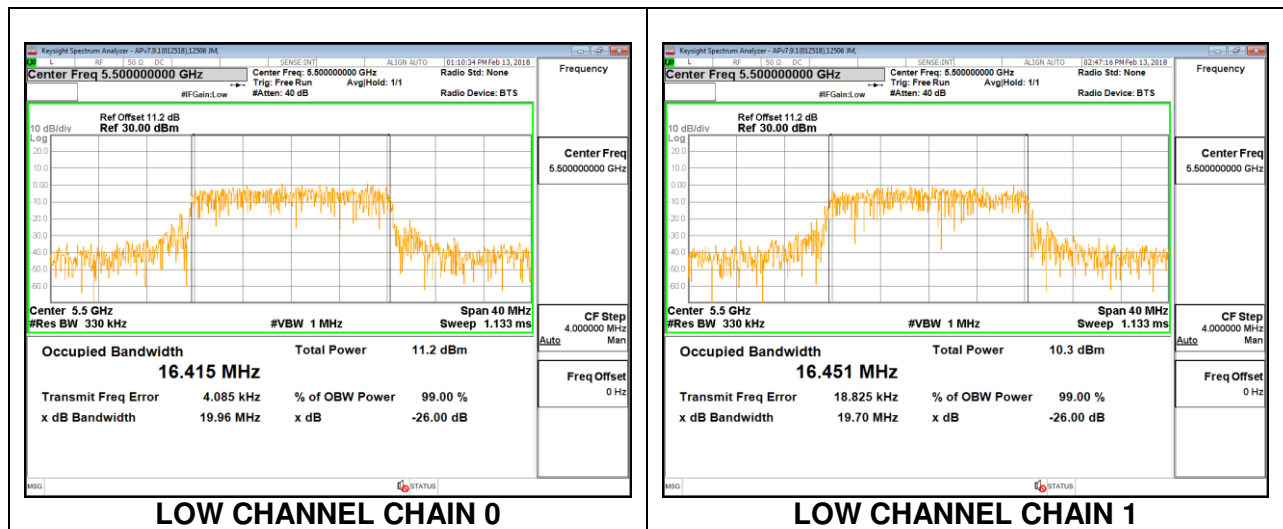 Keysight Spectrum Analyzer - APv7.9.1(012518),12506 JM,
L RF 50 Ω DC SENSE:INT ALIGN AUTO 01:10:34 PM Feb 13, 2018
Center Freq 5.500000000 GHz Center Freq: 5.500000000 GHz Radio Std: None Frequency
Trig: Free Run Avg|Hold: 1/1
#IFGain:Low #Atten: 40 dB Radio Device: BTS
Ref Offset 11.2 dB
10 dB/div Ref 30.00 dBm
Log
20.0
10.0
0.00
-10.0
-20.0
-30.0
-40.0
-50.0
-60.0
Center Freq
5.500000000 GHz
Center 5.5 GHz Span 40 MHz
#Res BW 330 kHz #VBW 1 MHz Sweep 1.133 ms
CF Step
4.000000 MHz
Auto Man
Occupied Bandwidth Total Power 11.2 dBm
16.415 MHz
Transmit Freq Error 4.085 kHz % of OBW Power 99.00 %
x dB Bandwidth 19.96 MHz x dB -26.00 dB
Freq Offset
0 Hz
MSG STATUS
LOW CHANNEL CHAIN 0
Keysight Spectrum Analyzer - APv7.9.1(012518),12506 JM,
L RF 50 Ω DC SENSE:INT ALIGN AUTO 02:47:16 PM Feb 13, 2018
Center Freq 5.500000000 GHz Center Freq: 5.500000000 GHz Radio Std: None Frequency
Trig: Free Run Avg|Hold: 1/1
#IFGain:Low #Atten: 40 dB Radio Device: BTS
Ref Offset 11.2 dB
10 dB/div Ref 30.00 dBm
Log
20.0
10.0
0.00
-10.0
-20.0
-30.0
-40.0
-50.0
-60.0
Center Freq
5.500000000 GHz
Center 5.5 GHz Span 40 MHz
#Res BW 330 kHz #VBW 1 MHz Sweep 1.133 ms
CF Step
4.000000 MHz
Auto Man
Occupied Bandwidth Total Power 10.3 dBm
16.451 MHz
Transmit Freq Error 18.825 kHz % of OBW Power 99.00 %
x dB Bandwidth 19.70 MHz x dB -26.00 dB
Freq Offset
0 Hz
MSG STATUS
LOW CHANNEL CHAIN 1